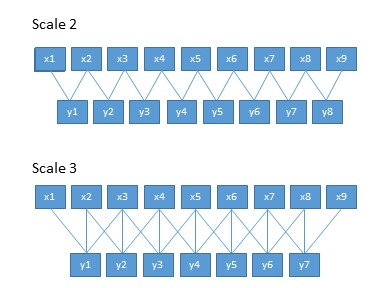 Scale 2
x1 x2 x3 x4 x5 x6 x7 x8 x9
y1 y2 y3 y4 y5 y6 y7 y8
Scale 3
x1 x2 x3 x4 x5 x6 x7 x8 x9
y1 y2 y3 y4 y5 y6 y7